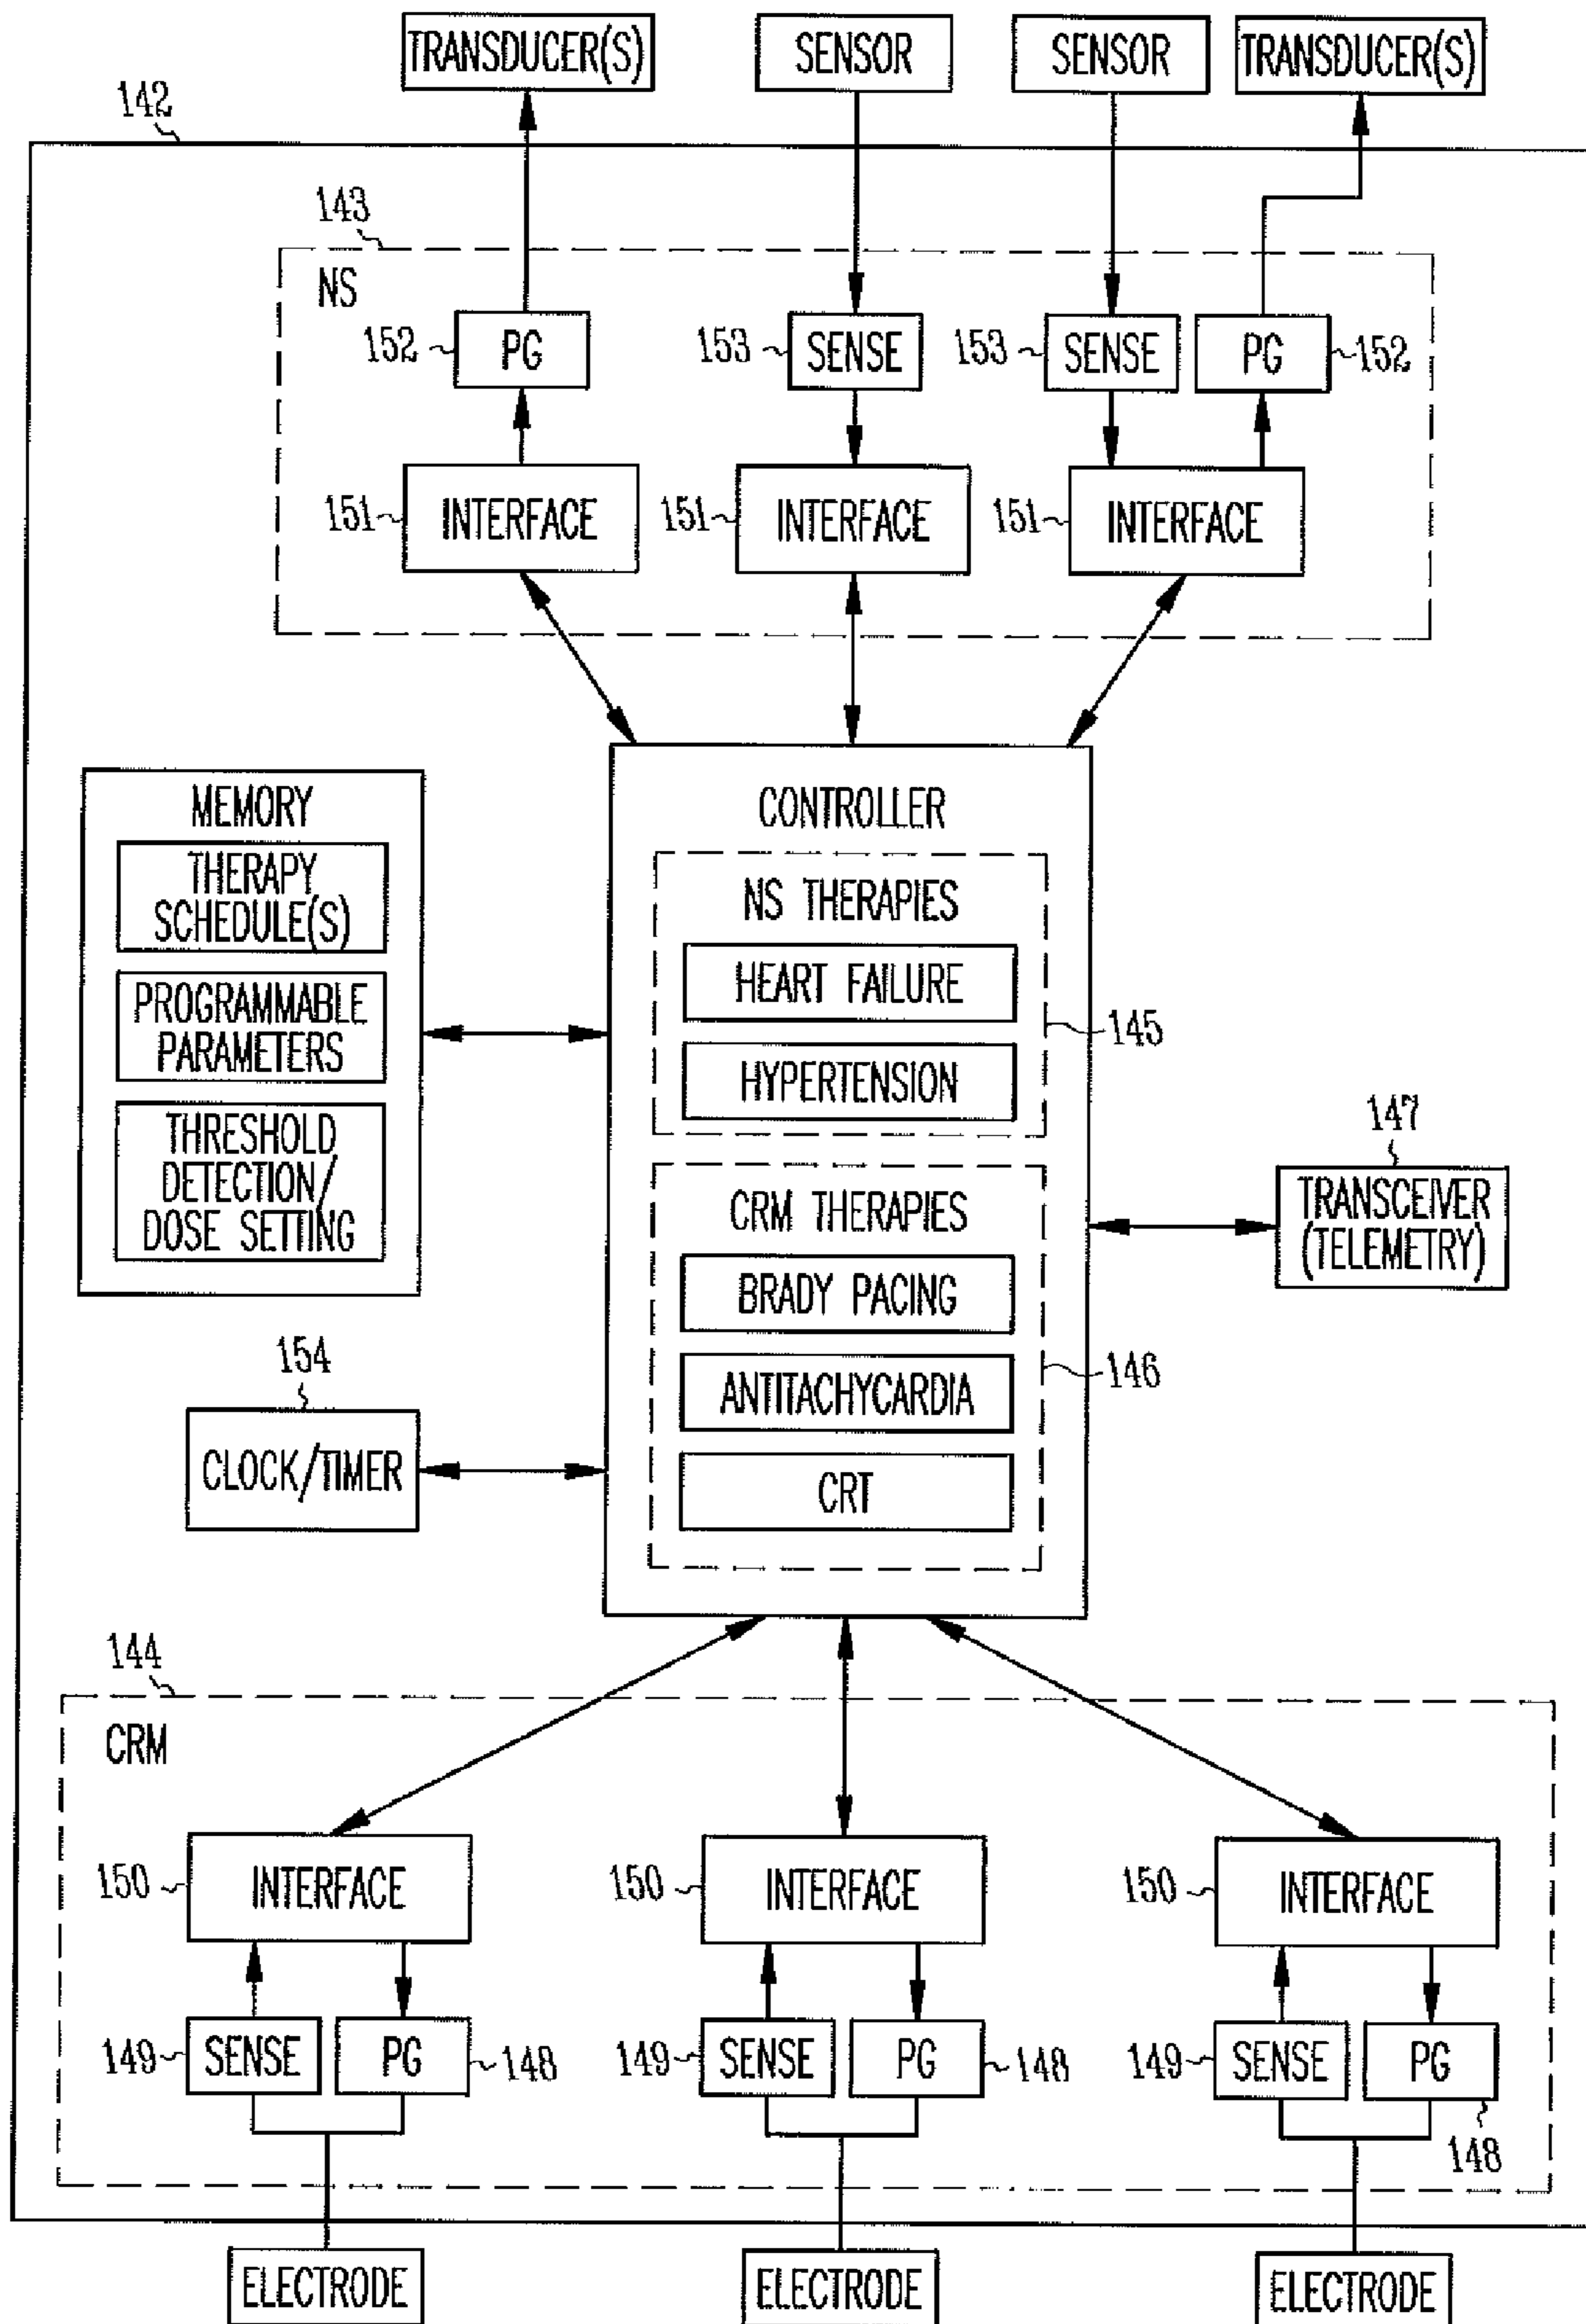 TRANSDUCER(S)
SENSOR
SENSOR
TRANSDUCER(S)
142
143
NS
152
PG
153
SENSE
153
SENSE
PG
152
151
INTERFACE
151
INTERFACE
151
INTERFACE
MEMORY
THERAPY
SCHEDULE(S)
PROGRAMMABLE
PARAMETERS
THRESHOLD
DETECTION/
DOSE SETTING
CONTROLLER
NS THERAPIES
HEART FAILURE
HYPERTENSION
145
CRM THERAPIES
BRADY PACING
ANTITACHYCARDIA
CRT
146
147
TRANSCEIVER
(TELEMETRY)
154
CLOCK/TIMER
144
CRM
150
INTERFACE
150
INTERFACE
150
INTERFACE
149
SENSE
PG
148
149
SENSE
PG
148
149
SENSE
PG
148
ELECTRODE
ELECTRODE
ELECTRODE